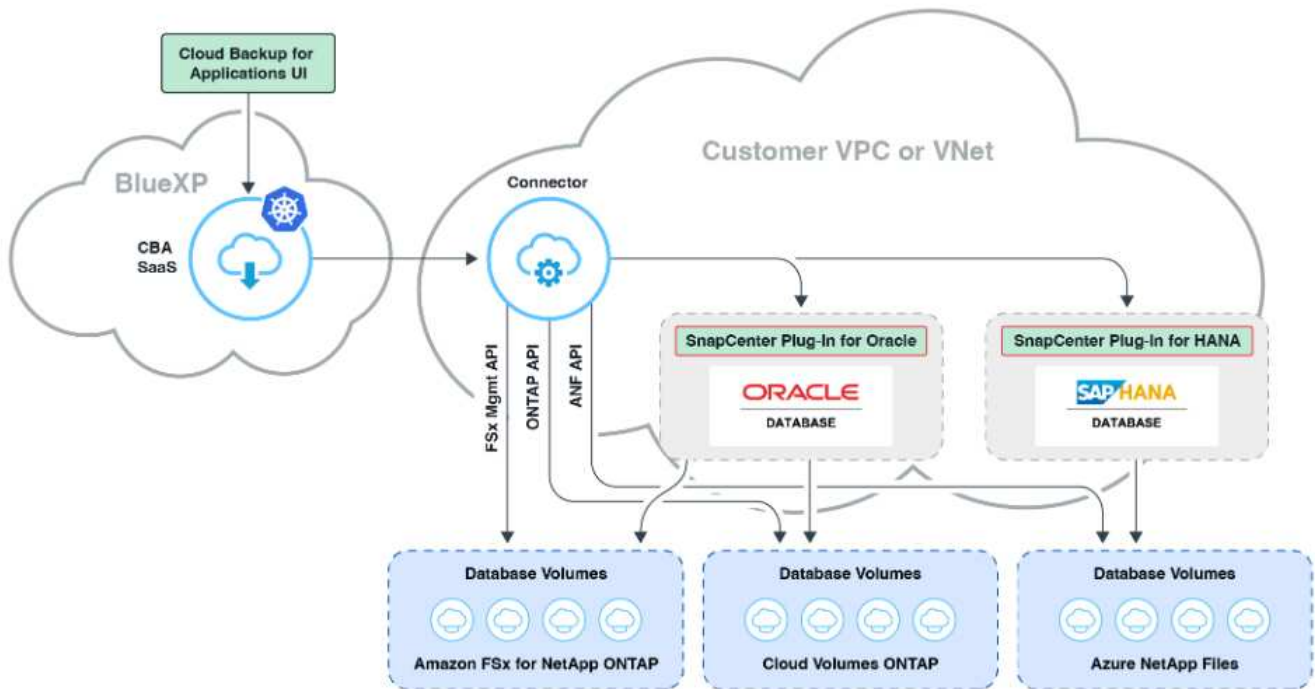 Cloud Backup for
Applications UI
BlueXP
Customer VPC or VNet
Connector
CBA
SaaS
FSx Mgmt API
ONTAP API
ANF API
SnapCenter Plug-In for Oracle
ORACLE
DATABASE
SnapCenter Plug-In for HANA
SAP HANA
DATABASE
Database Volumes
Amazon FSx for NetApp ONTAP
Database Volumes
Cloud Volumes ONTAP
Database Volumes
Azure NetApp Files